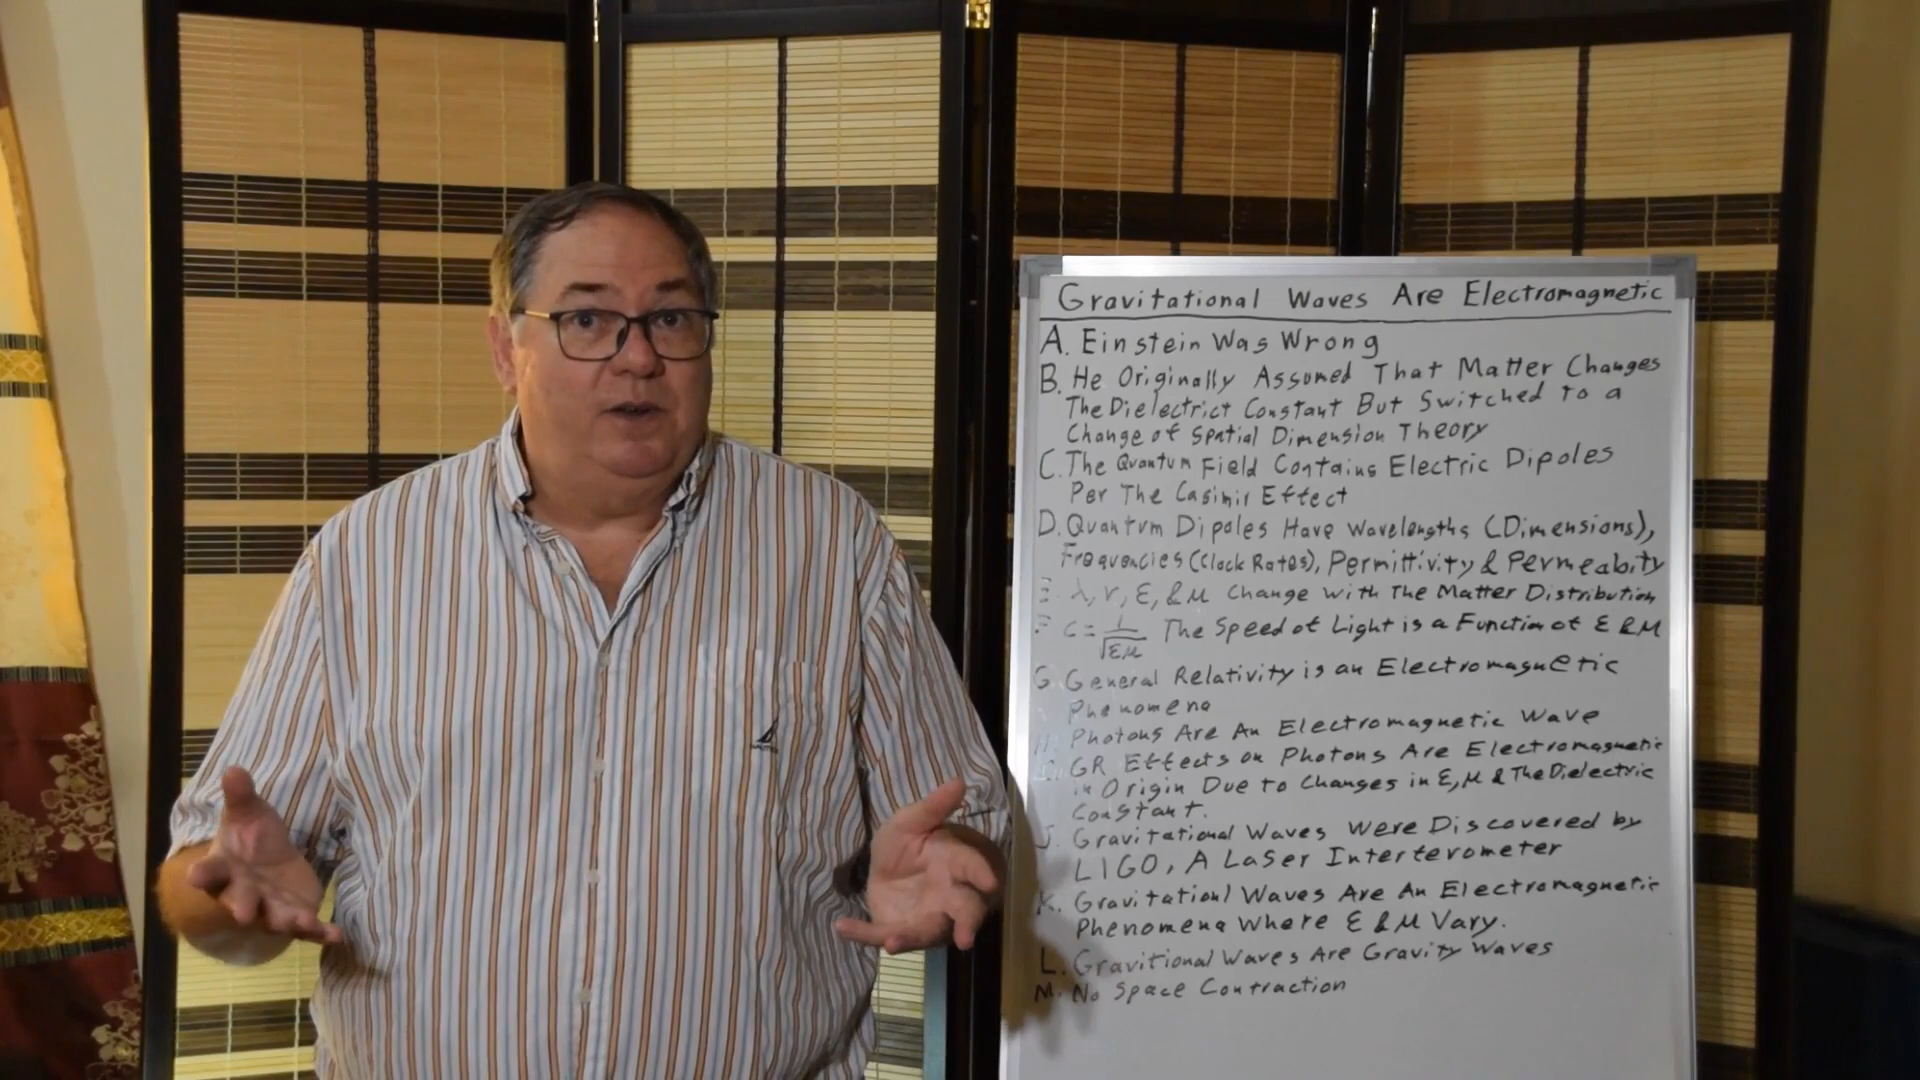 Gravitational Waves Are Electromagnetic
A. Einstein Was Wrong
B. He Originally Assumed That Matter Changes
The Dielectrict Constant But Switched to a
Change of Spatial Dimension Theory
C. The Quantum Field Contains Electric Dipoles
Per The Casimir Effect
D. Quantum Dipoles Have Wavelengths (Dimensions),
Frequencies (Clock Rates), Permittivity & Permeabity
E. λ, ν, ε, & μ Change with The Matter Distribution
F. C = 1/√εμ The Speed of Light is a Function of ε & μ
G. General Relativity is an Electromagnetic
Phenomena
H. Photons Are An Electromagnetic Wave
I. GR Effects on Photons Are Electromagnetic
in Origin Due to Changes in ε, μ & The Dielectric
Constant.
J. Gravitational Waves Were Discovered by
LIGO, A Laser Interferometer
K. Gravitationl Waves Are An Electromagnetic
Phenomena Where ε & μ Vary.
L. Gravitional Waves Are Gravity Waves
M. No Space Contraction
NAUTICA